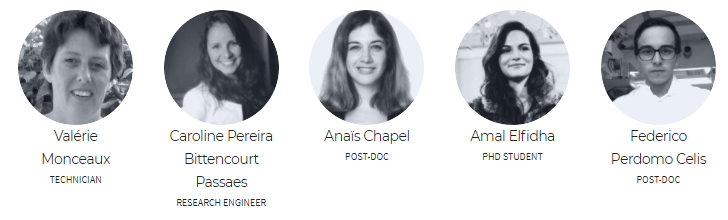 Valérie
Monceaux
TECHNICIAN
Caroline Pereira
Bittencourt
Passaes
RESEARCH ENGINEER
Anaïs Chapel
POST-DOC
Amal Elfidha
PHD STUDENT
Federico
Perdomo Celis
POST-DOC